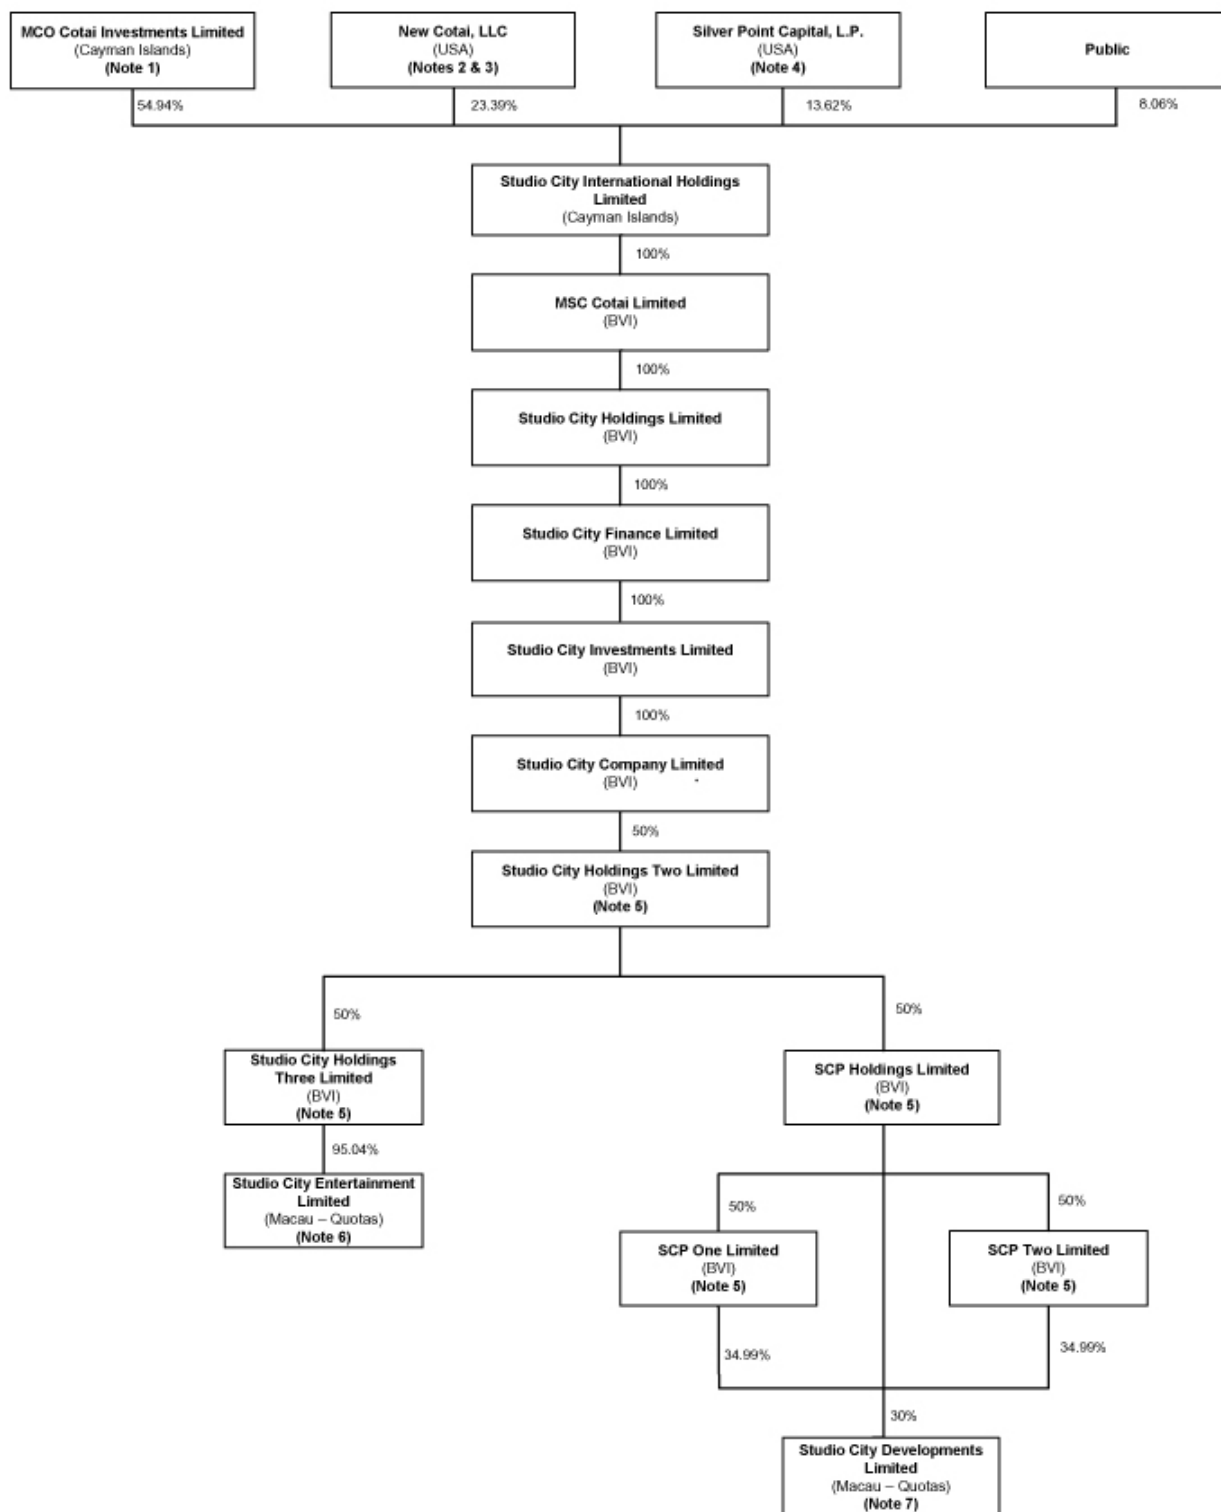 MCO Cotai Investments Limited
(Cayman Islands)
(Note 1)
New Cotai, LLC
(USA)
(Notes 2 & 3)
Silver Point Capital, L.P.
(USA)
(Note 4)
Public
54.94%
23.39%
13.62%
8.06%
Studio City International Holdings
Limited
(Cayman Islands)
100%
MSC Cotai Limited
(BVI)
100%
Studio City Holdings Limited
(BVI)
100%
Studio City Finance Limited
(BVI)
100%
Studio City Investments Limited
(BVI)
100%
Studio City Company Limited
(BVI)
50%
Studio City Holdings Two Limited
(BVI)
(Note 5)
50%
50%
Studio City Holdings
Three Limited
(BVI)
(Note 5)
SCP Holdings Limited
(BVI)
(Note 5)
95.04%
Studio City Entertainment
Limited
(Macau – Quotas)
(Note 6)
50%
50%
SCP One Limited
(BVI)
(Note 5)
SCP Two Limited
(BVI)
(Note 5)
34.99%
34.99%
30%
Studio City Developments
Limited
(Macau – Quotas)
(Note 7)